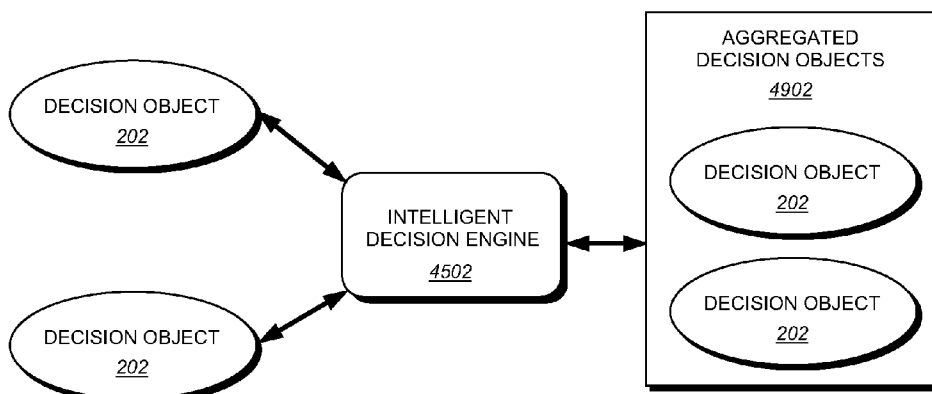 DECISION OBJECT
202
DECISION OBJECT
202
INTELLIGENT
DECISION ENGINE
4502
AGGREGATED
DECISION OBJECTS
4902
DECISION OBJECT
202
DECISION OBJECT
202